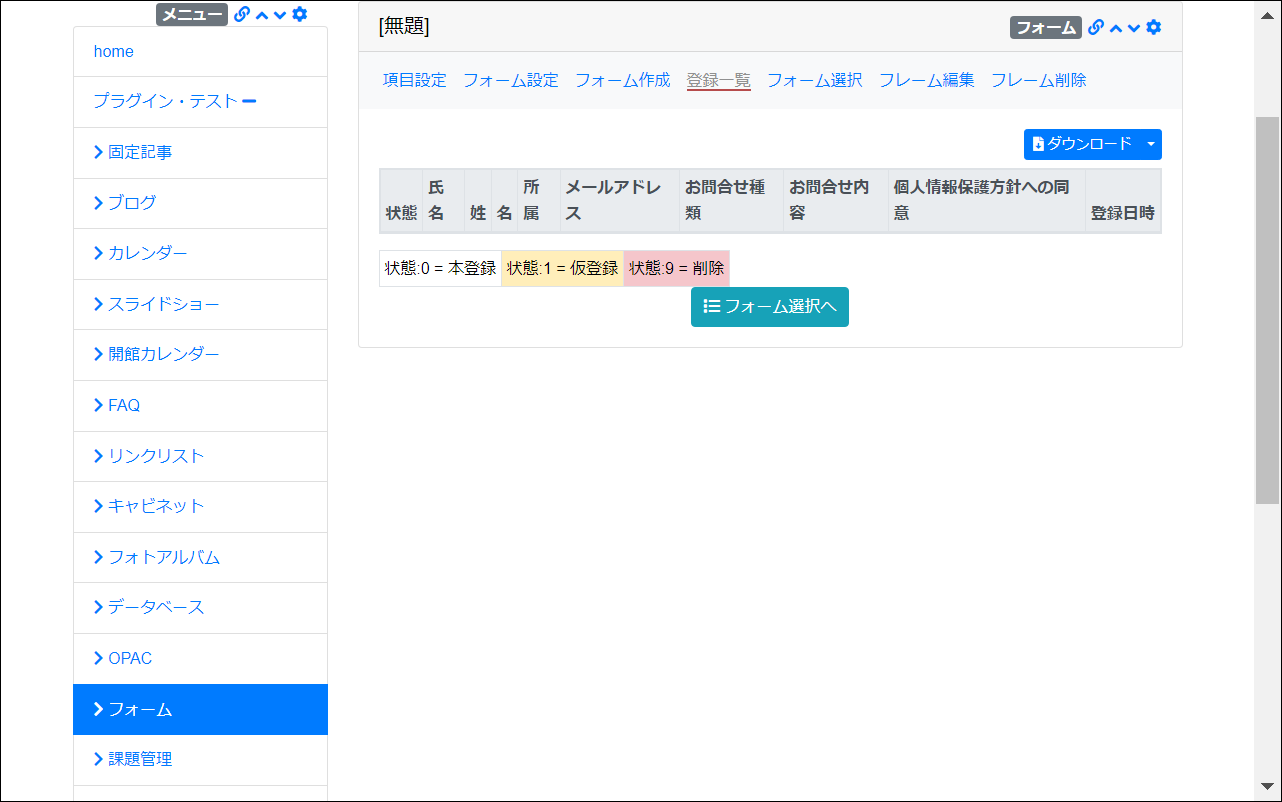 メニュー
home
プラグイン・テスト
固定記事
ブログ
カレンダー
スライドショー
開館カレンダー
FAQ
リンクリスト
キャビネット
フォトアルバム
データベース
OPAC
フォーム
課題管理
[無題]
フォーム
項目設定 フォーム設定 フォーム作成 登録一覧 フォーム選択 フレーム編集 フレーム削除
ダウンロード
状態 氏名 姓 名 所属 メールアドレス お問合せ種類 お問合せ内容 個人情報保護方針への同意 登録日時
状態:0 = 本登録 状態:1 = 仮登録 状態:9 = 削除
フォーム選択へ